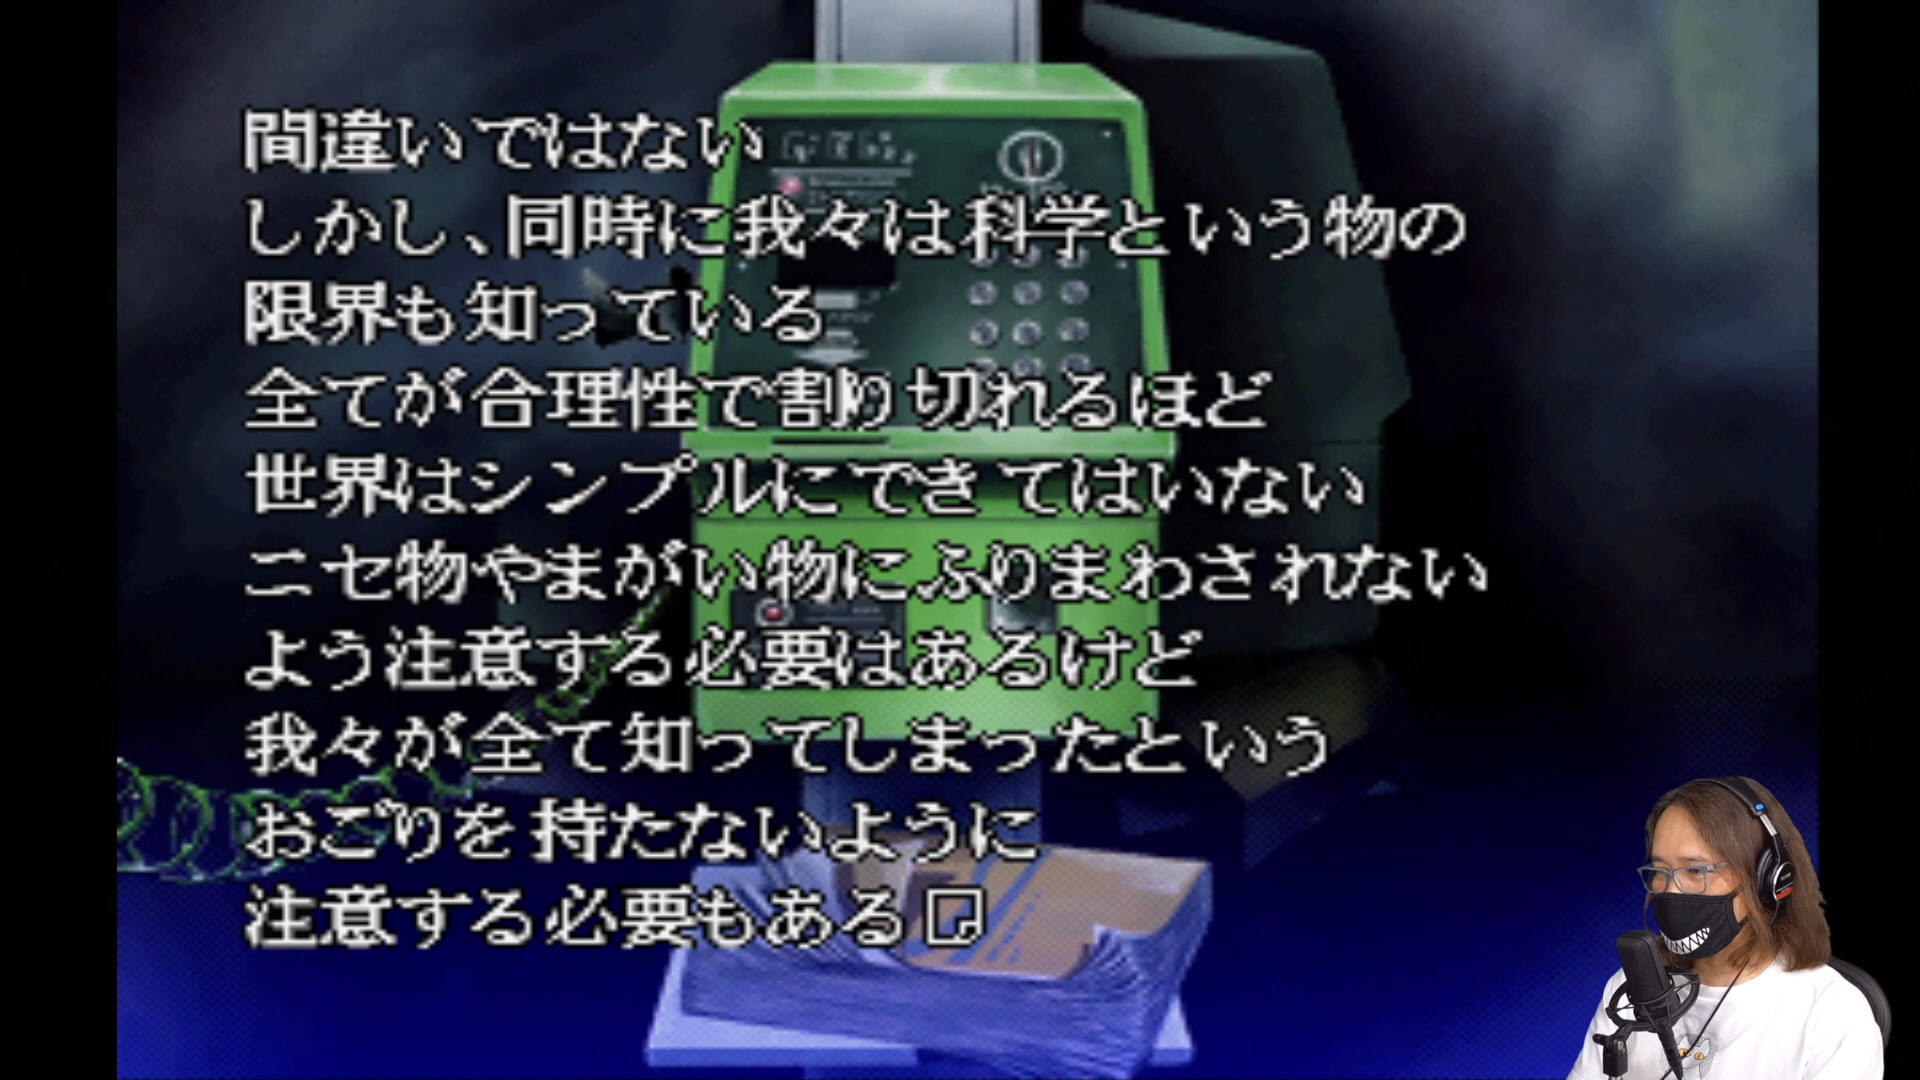 間違いではない
しかし、同時に我々は科学という物の
限界も知っている
全てが合理性で割り切れるほど
世界はシンプルにできてはいない
ニセ物やまがい物にふりまわされない
よう注意する必要はあるけど
我々が全て知ってしまったという
おごりを持たないように
注意する必要もある